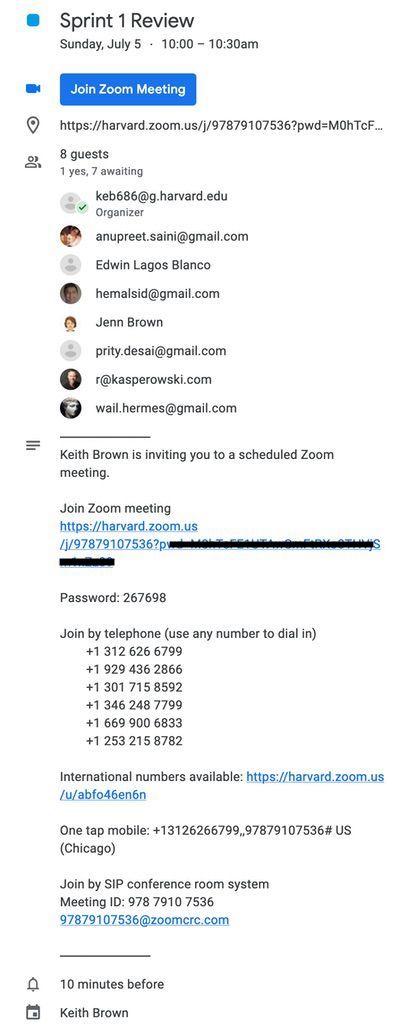 Sprint 1 Review
Sunday, July 5 · 10:00 – 10:30am
Join Zoom Meeting
https://harvard.zoom.us/j/97879107536?pwd=M0hTcF...
8 guests
1 yes, 7 awaiting
keb686@g.harvard.edu
Organizer
anupreet.saini@gmail.com
Edwin Lagos Blanco
hemalsid@gmail.com
Jenn Brown
prity.desai@gmail.com
r@kasperowski.com
wail.hermes@gmail.com
Keith Brown is inviting you to a scheduled Zoom
meeting.
Join Zoom meeting
https://harvard.zoom.us
/j/97879107536?p
Password: 267698
Join by telephone (use any number to dial in)
+1 312 626 6799
+1 929 436 2866
+1 301 715 8592
+1 346 248 7799
+1 669 900 6833
+1 253 215 8782
International numbers available: https://harvard.zoom.us
/u/abfo46en6n
One tap mobile: +13126266799,,97879107536# US
(Chicago)
Join by SIP conference room system
Meeting ID: 978 7910 7536
97879107536@zoomcrc.com
10 minutes before
Keith Brown